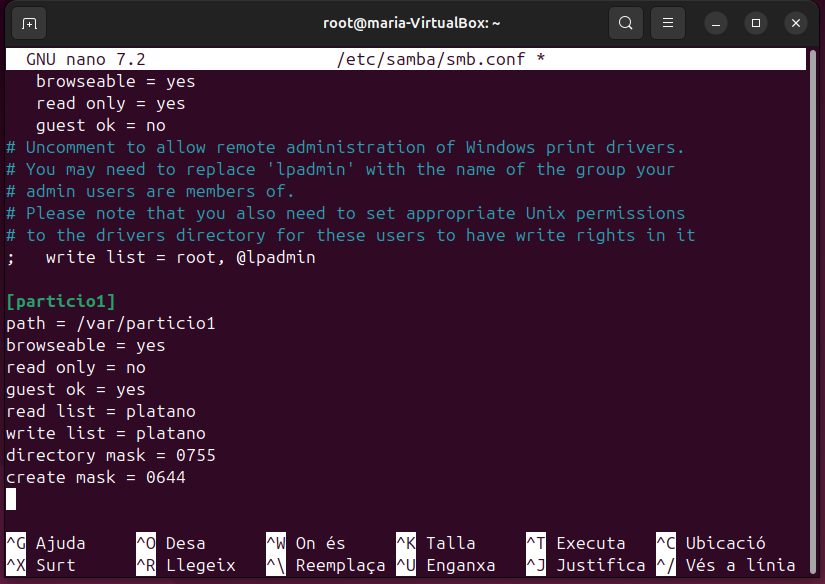 root@maria-VirtualBox: ~
GNU nano 7.2 /etc/samba/smb.conf *
browseable = yes
read only = yes
guest ok = no
# Uncomment to allow remote administration of Windows print drivers.
# You may need to replace 'lpadmin' with the name of the group your
# admin users are members of.
# Please note that you also need to set appropriate Unix permissions
# to the drivers directory for these users to have write rights in it
;   write list = root, @lpadmin
[particio1]
path = /var/particio1
browseable = yes
read only = no
guest ok = yes
read list = platano
write list = platano
directory mask = 0755
create mask = 0644
^G Ajuda ^O Desa ^W On és ^K Talla ^T Executa ^C Ubicació
^X Surt ^R Llegeix ^\ Reemplaça ^U Enganxa ^J Justifica ^/ Vés a línia